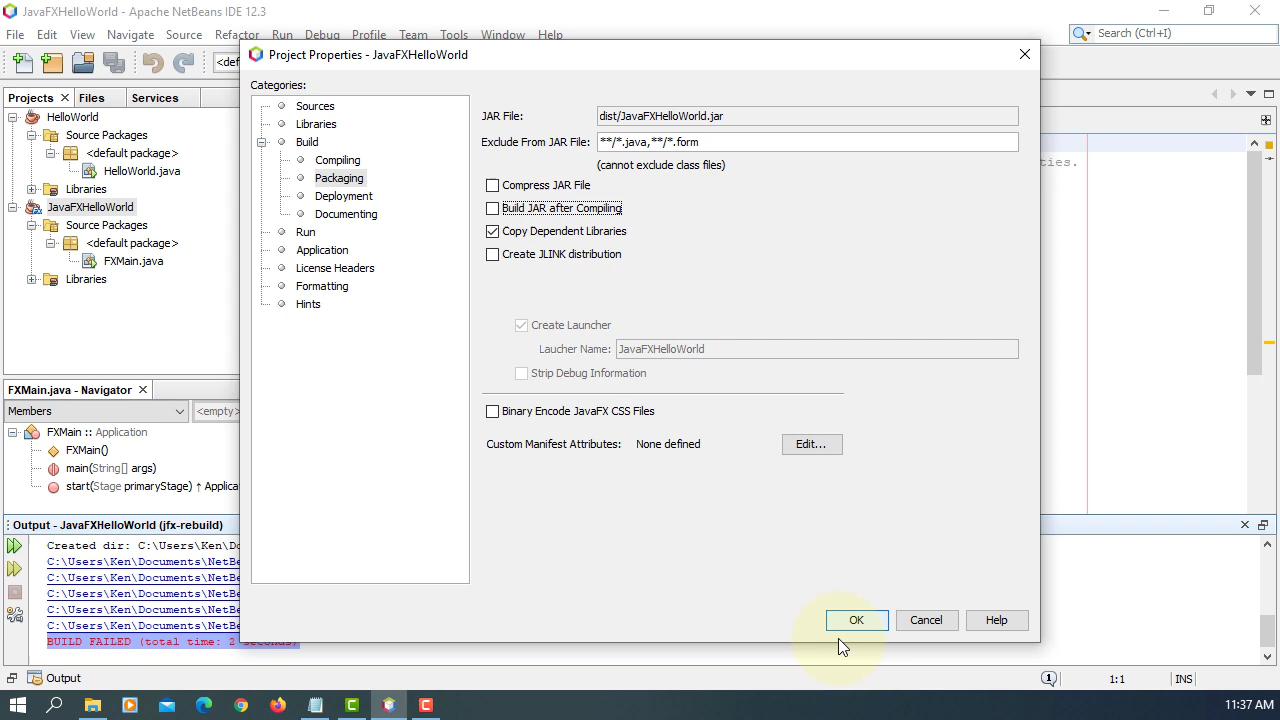 JavaFXHelloWorld - Apache NetBeans IDE 12.3
File Edit View Navigate Source Refactor Run Debug Profile Team Tools Window Help
Search (Ctrl+I)
<def
Project Properties - JavaFXHelloWorld
Categories:
Sources
Libraries
Build
Compiling
Packaging
Deployment
Documenting
Run
Application
License Headers
Formatting
Hints
JAR File: dist/JavaFXHelloWorld.jar
Exclude From JAR File: **/*.java,**/*.form
(cannot exclude class files)
Compress JAR File
Build JAR after Compiling
Copy Dependent Libraries
Create JLINK distribution
Create Launcher
Laucher Name: JavaFXHelloWorld
Strip Debug Information
Binary Encode JavaFX CSS Files
Custom Manifest Attributes: None defined Edit...
OK Cancel Help
Projects Files Services
HelloWorld
Source Packages
<default package>
HelloWorld.java
Libraries
JavaFXHelloWorld
Source Packages
<default package>
FXMain.java
Libraries
ties.
FXMain.java - Navigator
Members <empty>
FXMain :: Application
FXMain()
main(String[] args)
start(Stage primaryStage) ↑ Applica
Output - JavaFXHelloWorld (jfx-rebuild)
Created dir: C:\Users\Ken\Do
C:\Users\Ken\Documents\NetBe
C:\Users\Ken\Documents\NetBe
C:\Users\Ken\Documents\NetBe
C:\Users\Ken\Documents\NetBe
C:\Users\Ken\Documents\NetBe
BUILD FAILED (total time: 2 seconds)
Output
1
1:1
INS
11:37 AM